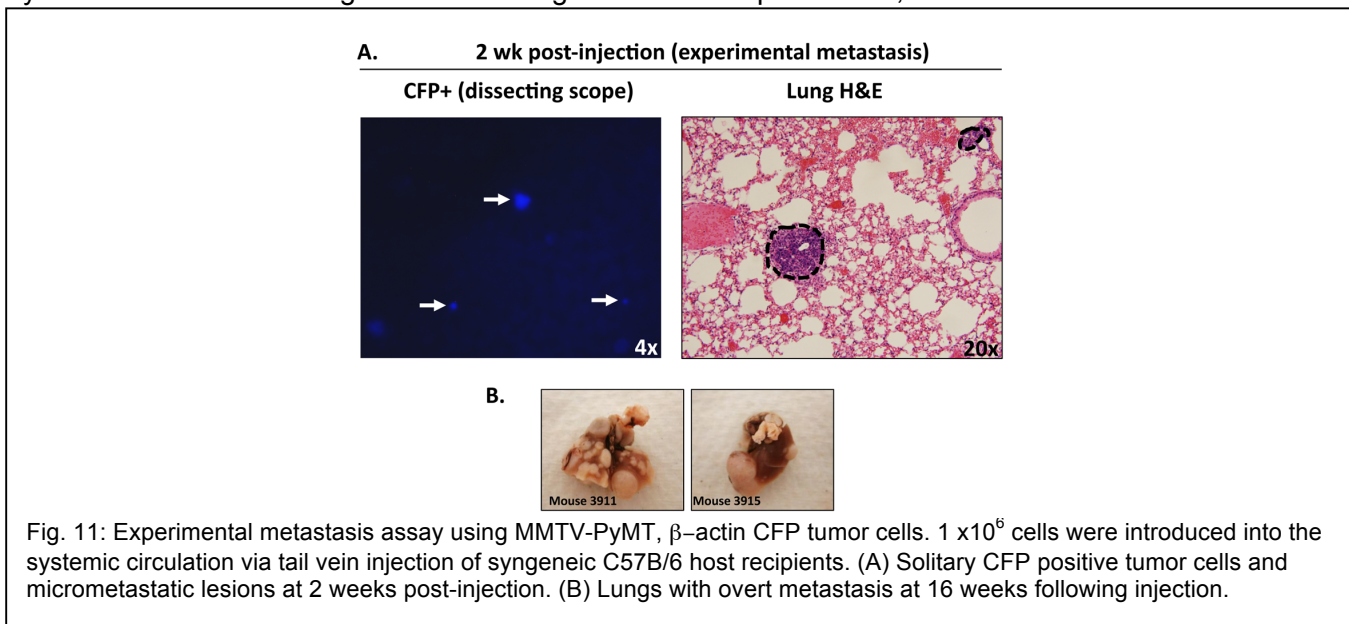 A. 2 wk post-injection (experimental metastasis)
CFP+ (dissecting scope) Lung H&E
4x 20x
B.
Mouse 3911 Mouse 3915
Fig. 11: Experimental metastasis assay using MMTV-PyMT, β–actin CFP tumor cells. 1 x10⁶ cells were introduced into the
systemic circulation via tail vein injection of syngeneic C57B/6 host recipients. (A) Solitary CFP positive tumor cells and
micrometastatic lesions at 2 weeks post-injection. (B) Lungs with overt metastasis at 16 weeks following injection.